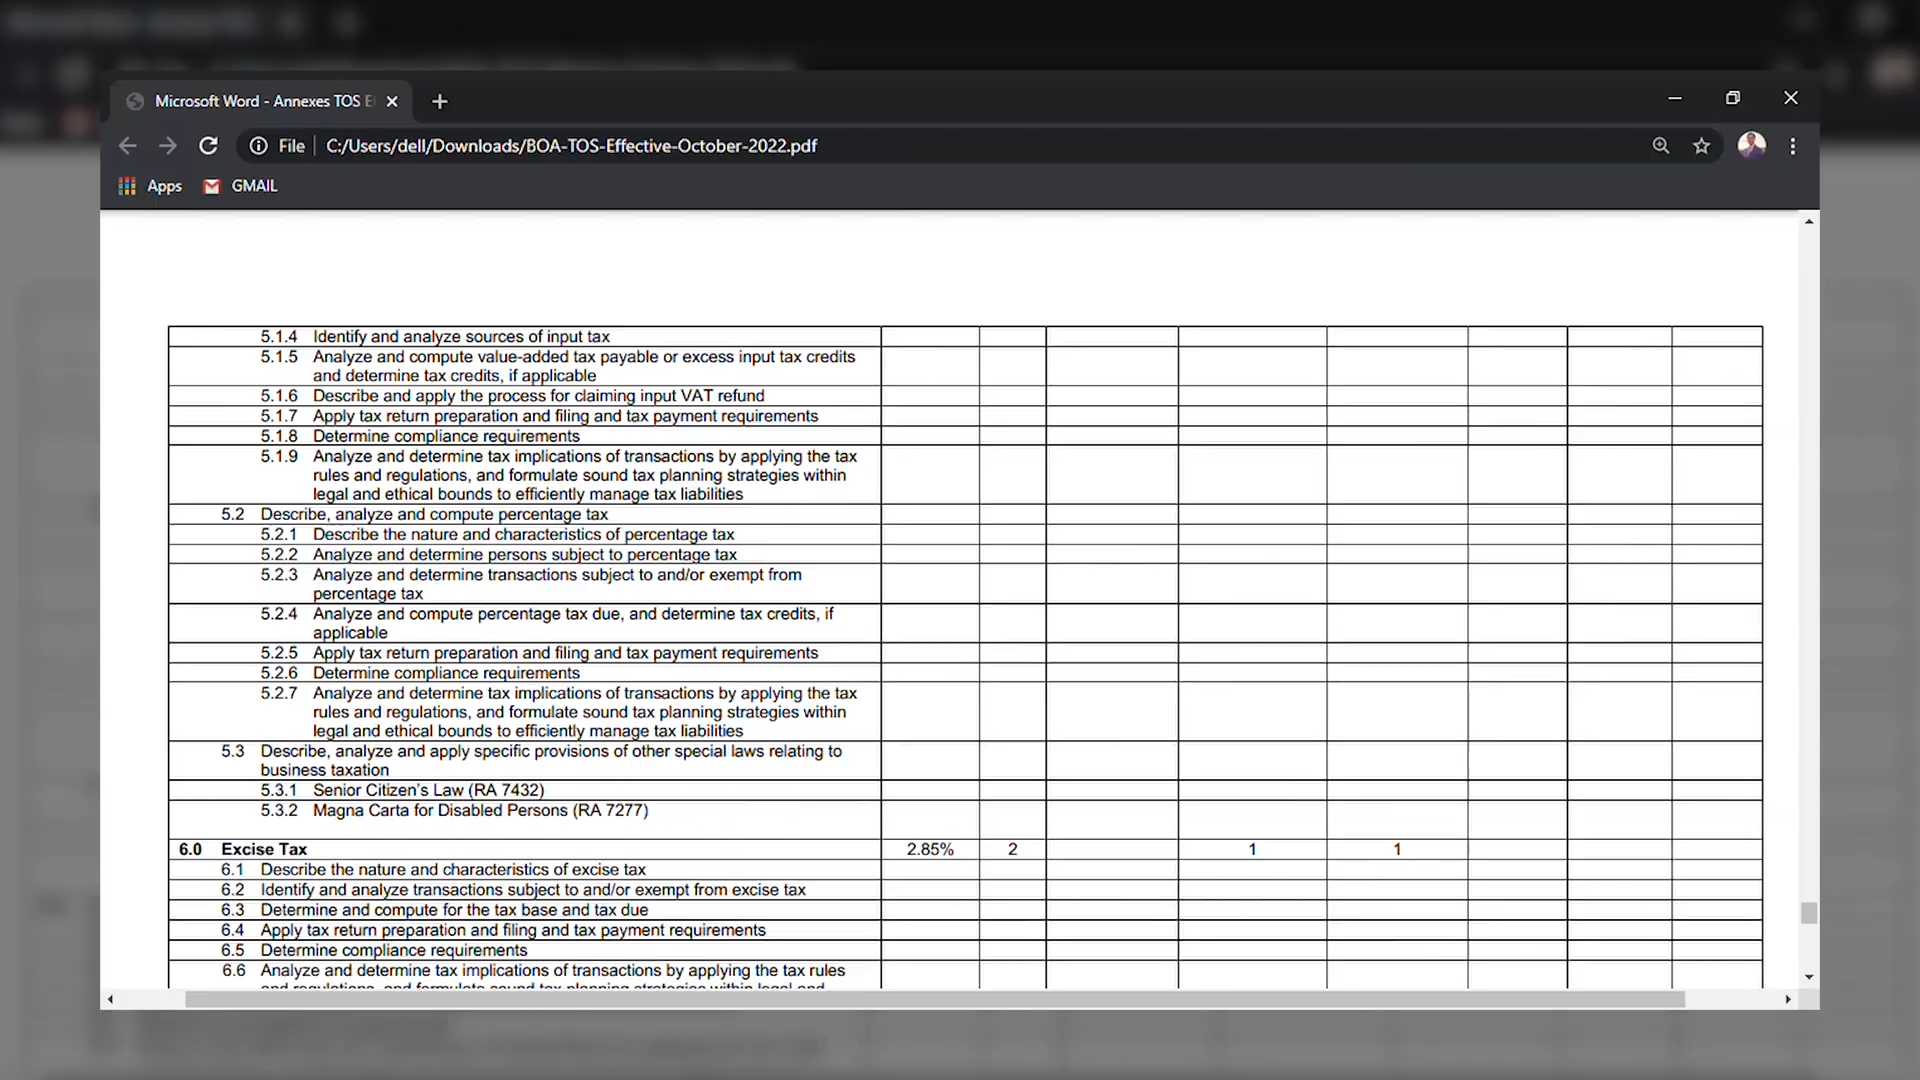 Microsoft Word - Annexes TOS E
File
C:/Users/dell/Downloads/BOA-TOS-Effective-October-2022.pdf
Apps
GMAIL
5.1.4 Identify and analyze sources of input tax
5.1.5 Analyze and compute value-added tax payable or excess input tax credits
and determine tax credits, if applicable
5.1.6 Describe and apply the process for claiming input VAT refund
5.1.7 Apply tax return preparation and filing and tax payment requirements
5.1.8 Determine compliance requirements
5.1.9 Analyze and determine tax implications of transactions by applying the tax
rules and regulations, and formulate sound tax planning strategies within
legal and ethical bounds to efficiently manage tax liabilities
5.2 Describe, analyze and compute percentage tax
5.2.1 Describe the nature and characteristics of percentage tax
5.2.2 Analyze and determine persons subject to percentage tax
5.2.3 Analyze and determine transactions subject to and/or exempt from
percentage tax
5.2.4 Analyze and compute percentage tax due, and determine tax credits, if
applicable
5.2.5 Apply tax return preparation and filing and tax payment requirements
5.2.6 Determine compliance requirements
5.2.7 Analyze and determine tax implications of transactions by applying the tax
rules and regulations, and formulate sound tax planning strategies within
legal and ethical bounds to efficiently manage tax liabilities
5.3 Describe, analyze and apply specific provisions of other special laws relating to
business taxation
5.3.1 Senior Citizen's Law (RA 7432)
5.3.2 Magna Carta for Disabled Persons (RA 7277)
6.0 Excise Tax 2.85% 2 1 1
6.1 Describe the nature and characteristics of excise tax
6.2 Identify and analyze transactions subject to and/or exempt from excise tax
6.3 Determine and compute for the tax base and tax due
6.4 Apply tax return preparation and filing and tax payment requirements
6.5 Determine compliance requirements
6.6 Analyze and determine tax implications of transactions by applying the tax rules
and regulations, and formulate sound tax planning strategies within legal and